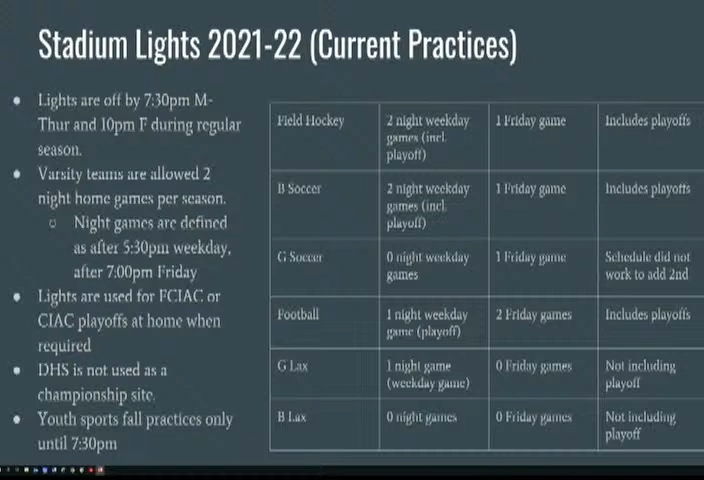 Stadium Lights 2021-22 (Current Practices)
● Lights are off by 7:30pm M-
Thur and 10pm F during regular
season.
● Varsity teams are allowed 2
night home games per season.
○ Night games are defined
as after 5:30pm weekday,
after 7:00pm Friday
● Lights are used for FCIAC or
CIAC playoffs at home when
required
● DHS is not used as a
championship site.
● Youth sports fall practices only
until 7:30pm
Field Hockey
2 night weekday
games (incl.
playoff)
1 Friday game
Includes playoffs
B Soccer
2 night weekday
games (incl.
playoff)
1 Friday game
Includes playoffs
G Soccer
0 night weekday
games
1 Friday game
Schedule did not
work to add 2nd
Football
1 night weekday
game (playoff)
2 Friday games
Includes playoffs
G Lax
1 night game
(weekday game)
0 Friday games
Not including
playoff
B Lax
0 night games
0 Friday games
Not including
playoff